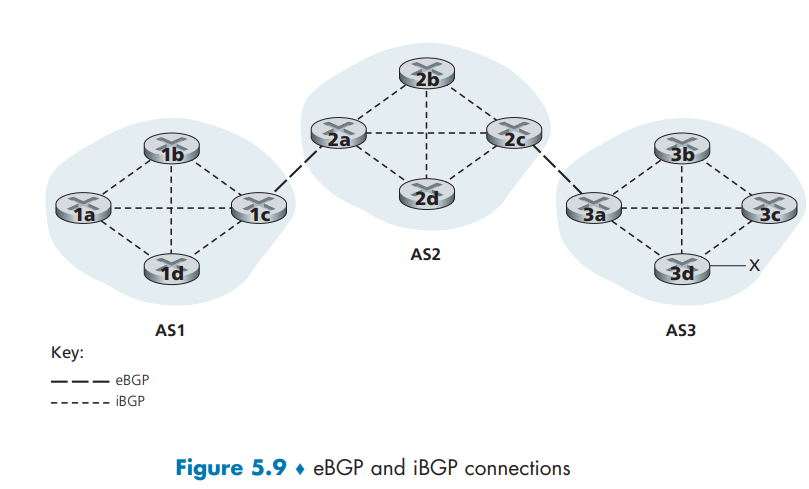 2b
2a
2c
2d
AS2
1b
1a
1c
1d
AS1
3b
3a
3c
3d
X
AS3
Key:
eBGP
iBGP
Figure 5.9 ♦ eBGP and iBGP connections